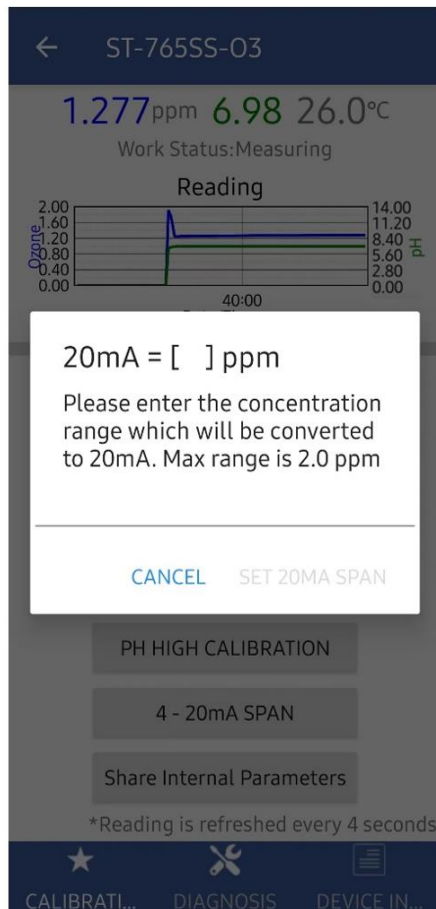 ST-765SS-O3
1.277ppm 6.98 26.0°C
Work Status:Measuring
Reading
2.00
1.60
1.20
0.80
0.40
0.00
Ozone
14.00
11.20
8.40
5.60
2.80
0.00
pH
40:00
20mA = [ ] ppm
Please enter the concentration
range which will be converted
to 20mA. Max range is 2.0 ppm
CANCEL SET 20MA SPAN
PH HIGH CALIBRATION
4 - 20mA SPAN
Share Internal Parameters
*Reading is refreshed every 4 seconds
CALIBRATI... DIAGNOSIS DEVICE IN...